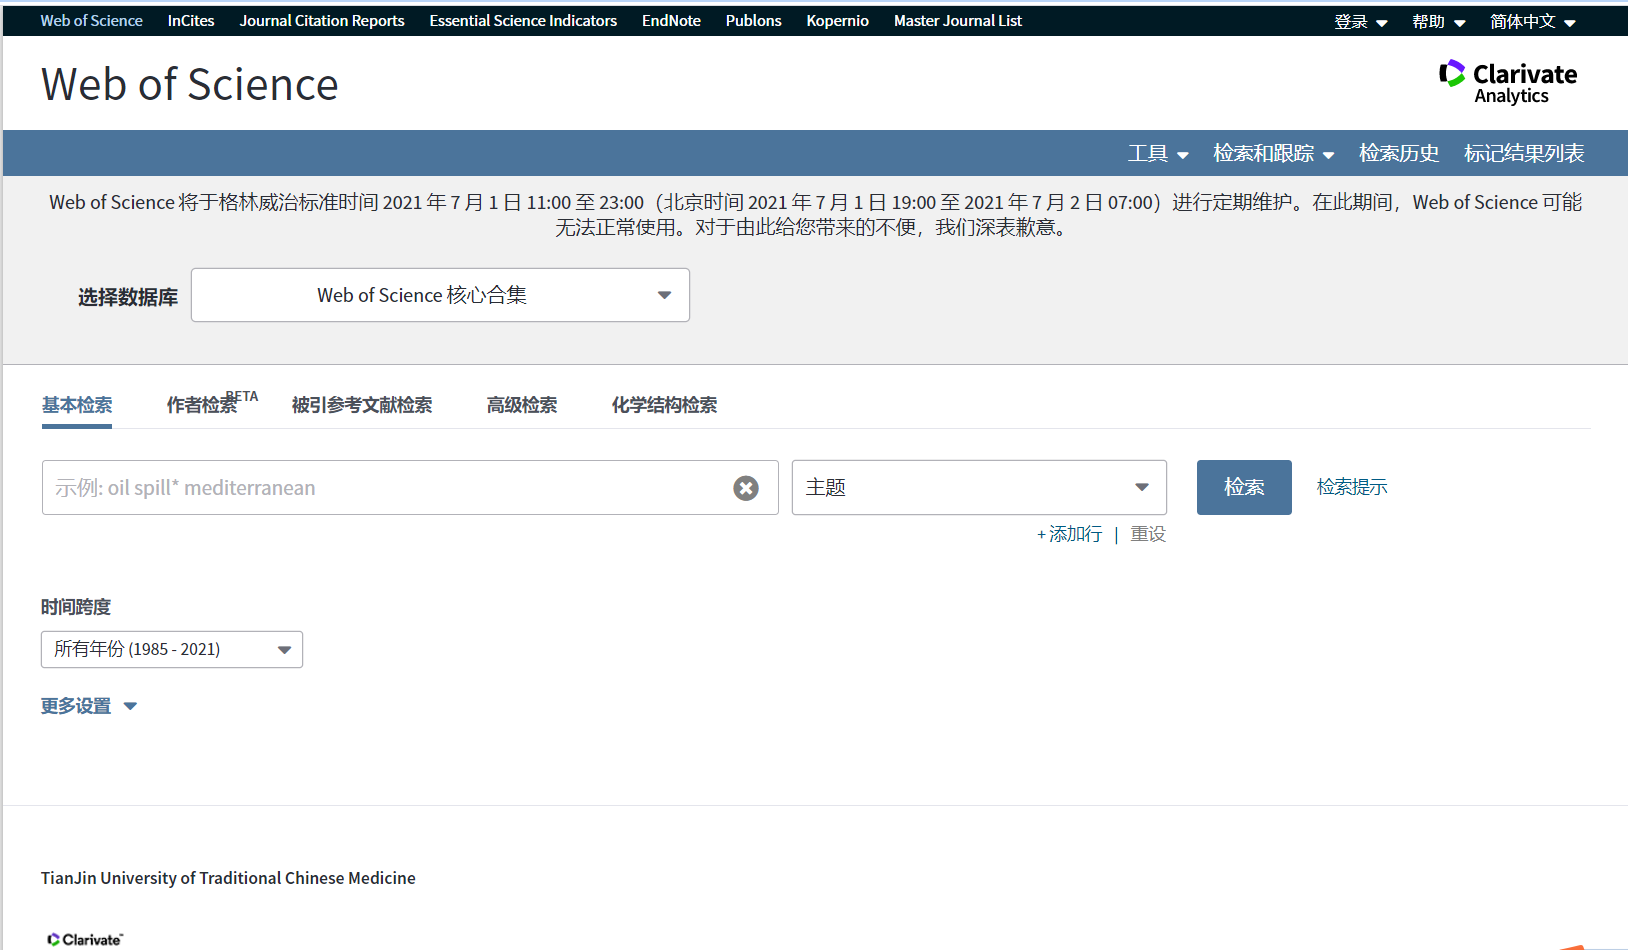 Web of Science InCites Journal Citation Reports Essential Science Indicators EndNote Publons Kopernio Master Journal List 登录 帮助 简体中文
Web of Science
Clarivate
Analytics
工具 检索和跟踪 检索历史 标记结果列表
Web of Science 将于格林威治标准时间 2021 年 7 月 1 日 11:00 至 23:00（北京时间 2021 年 7 月 1 日 19:00 至 2021 年 7 月 2 日 07:00）进行定期维护。在此期间，Web of Science 可能
无法正常使用。对于由此给您带来的不便，我们深表歉意。
选择数据库 Web of Science 核心合集
基本检索 作者检索BETA 被引参考文献检索 高级检索 化学结构检索
示例: oil spill* mediterranean 主题 检索 检索提示
+ 添加行 | 重设
时间跨度
所有年份 (1985 - 2021)
更多设置
TianJin University of Traditional Chinese Medicine
Clarivate™